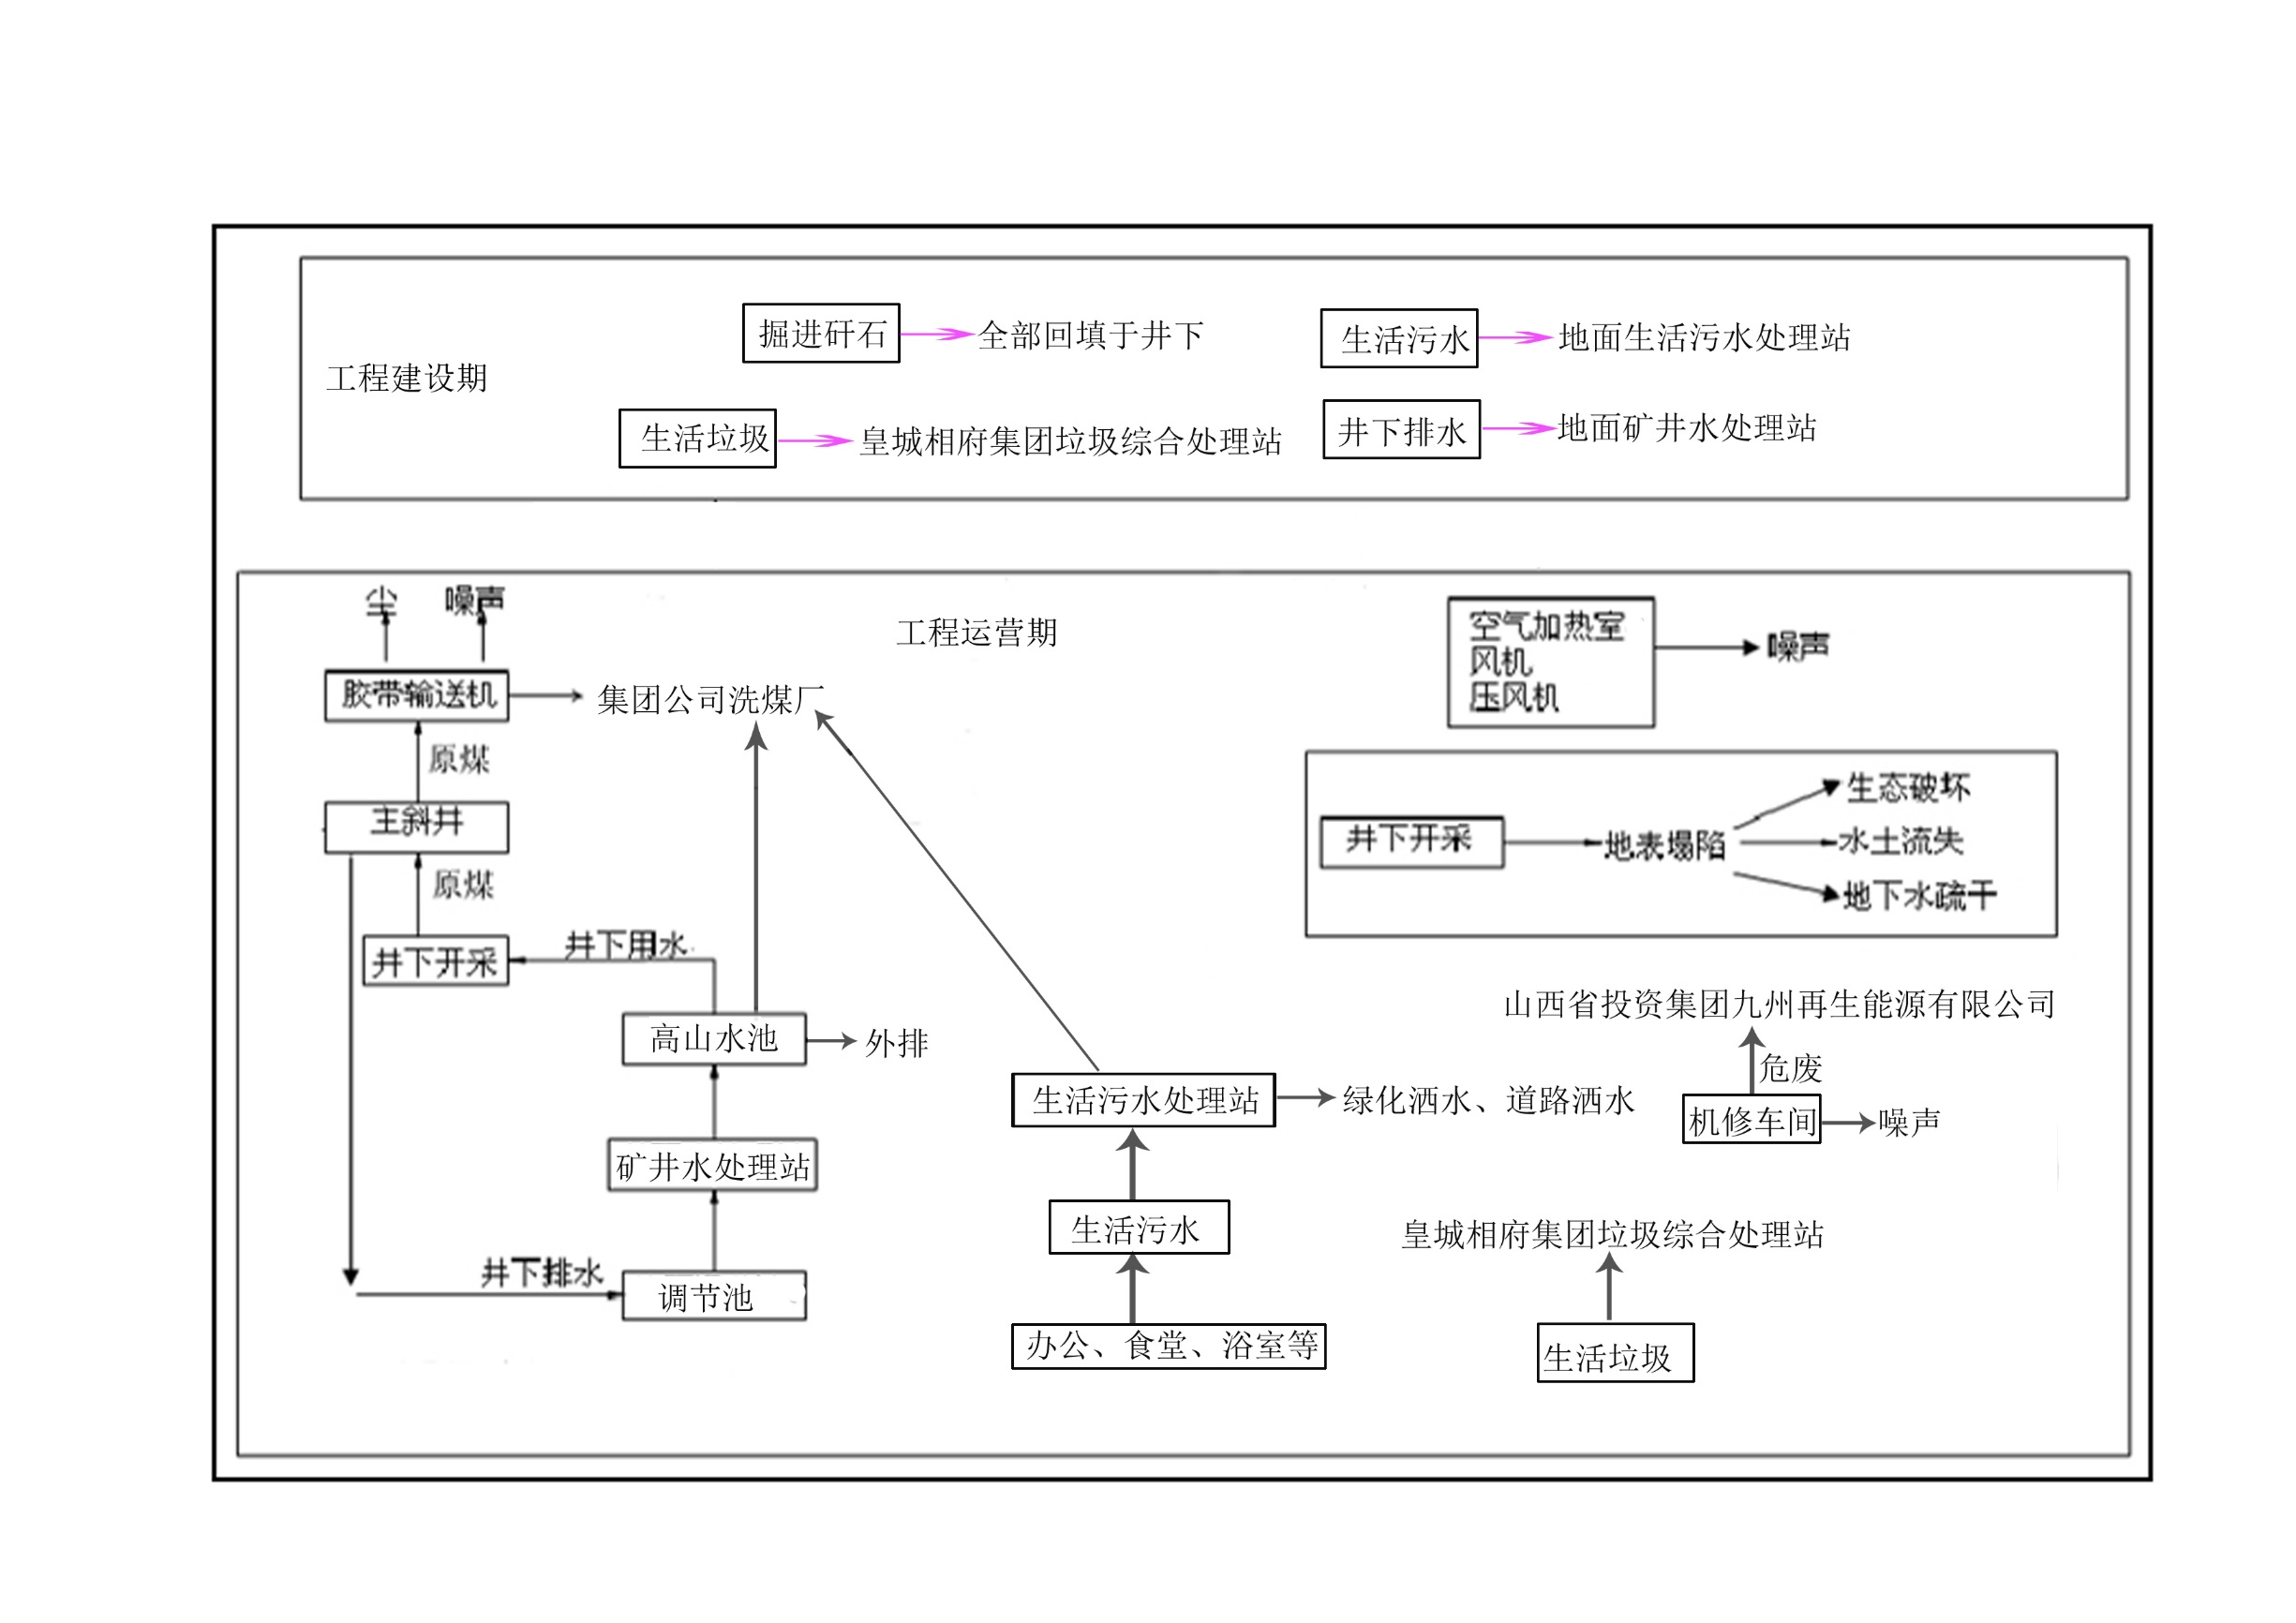 掘进矸石
全部回填于井下
生活污水
地面生活污水处理站
工程建设期
生活垃圾
皇城相府集团垃圾综合处理站
井下排水
地面矿井水处理站
尘
噪声
工程运营期
胶带输送机
集团公司洗煤厂
原煤
主斜井
原煤
井下开采
井下用水
高山水池
外排
矿井水处理站
井下排水
调节池
生活污水处理站
绿化洒水、道路洒水
生活污水
办公、食堂、浴室等
空气加热室
风机
压风机
噪声
井下开采
地表塌陷
生态破坏
水土流失
地下水疏干
山西省投资集团九州再生能源有限公司
危废
机修车间
噪声
皇城相府集团垃圾综合处理站
生活垃圾